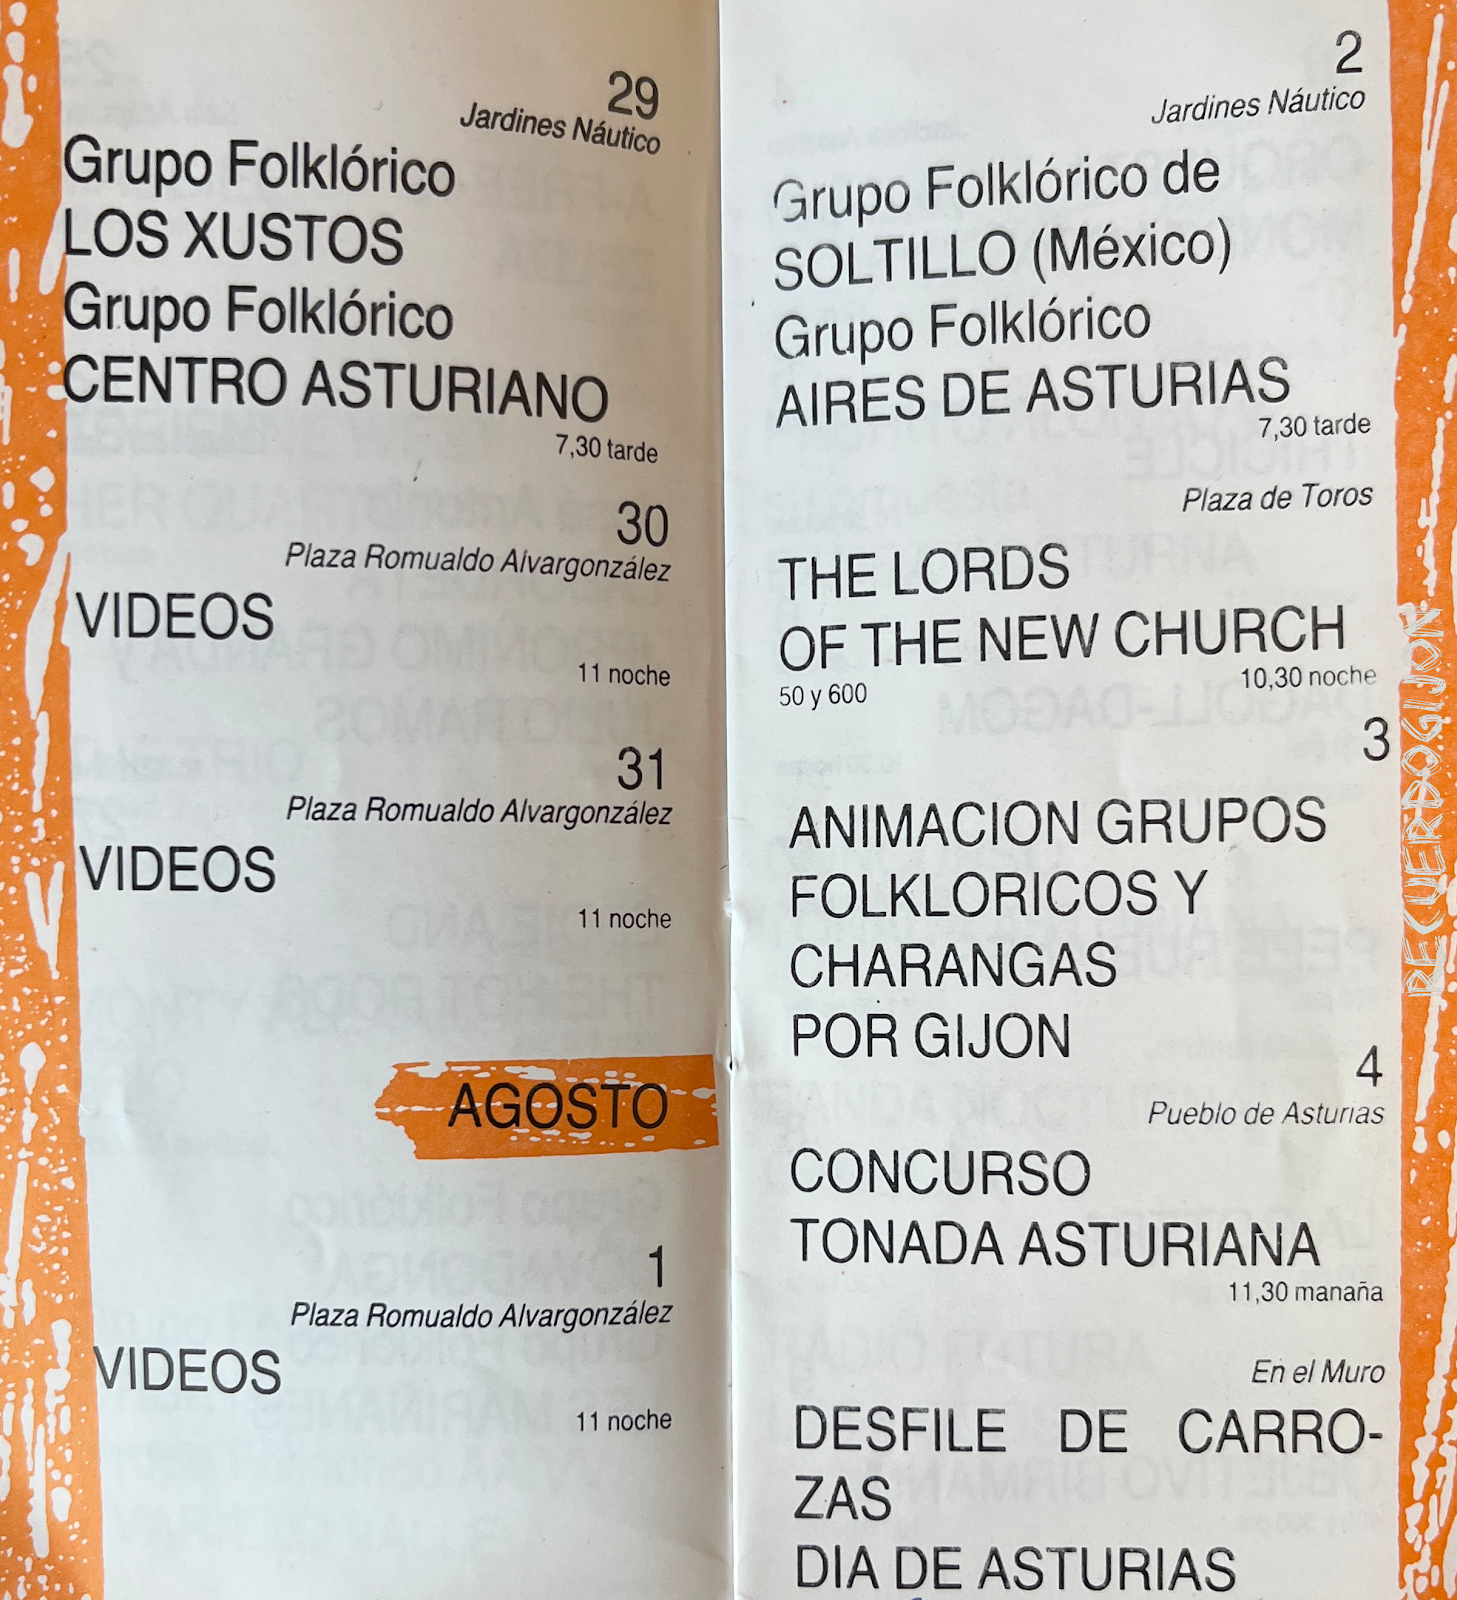 29
Jardines Náutico
Grupo Folklórico
LOS XUSTOS
Grupo Folklórico
CENTRO ASTURIANO
7,30 tarde
30
Plaza Romualdo Alvargonzález
VIDEOS
11 noche
31
Plaza Romualdo Alvargonzález
VIDEOS
11 noche
AGOSTO
1
Plaza Romualdo Alvargonzález
VIDEOS
11 noche
2
Jardines Náutico
Grupo Folklórico de
SOLTILLO (México)
Grupo Folklórico
AIRES DE ASTURIAS
7,30 tarde
Plaza de Toros
THE LORDS
OF THE NEW CHURCH
10,30 noche
50 y 600
3
ANIMACION GRUPOS
FOLKLORICOS Y
CHARANGAS
POR GIJON
4
Pueblo de Asturias
CONCURSO
TONADA ASTURIANA
11,30 manaña
En el Muro
DESFILE DE CARRO-
ZAS
DIA DE ASTURIAS
RECUERDOGIJON